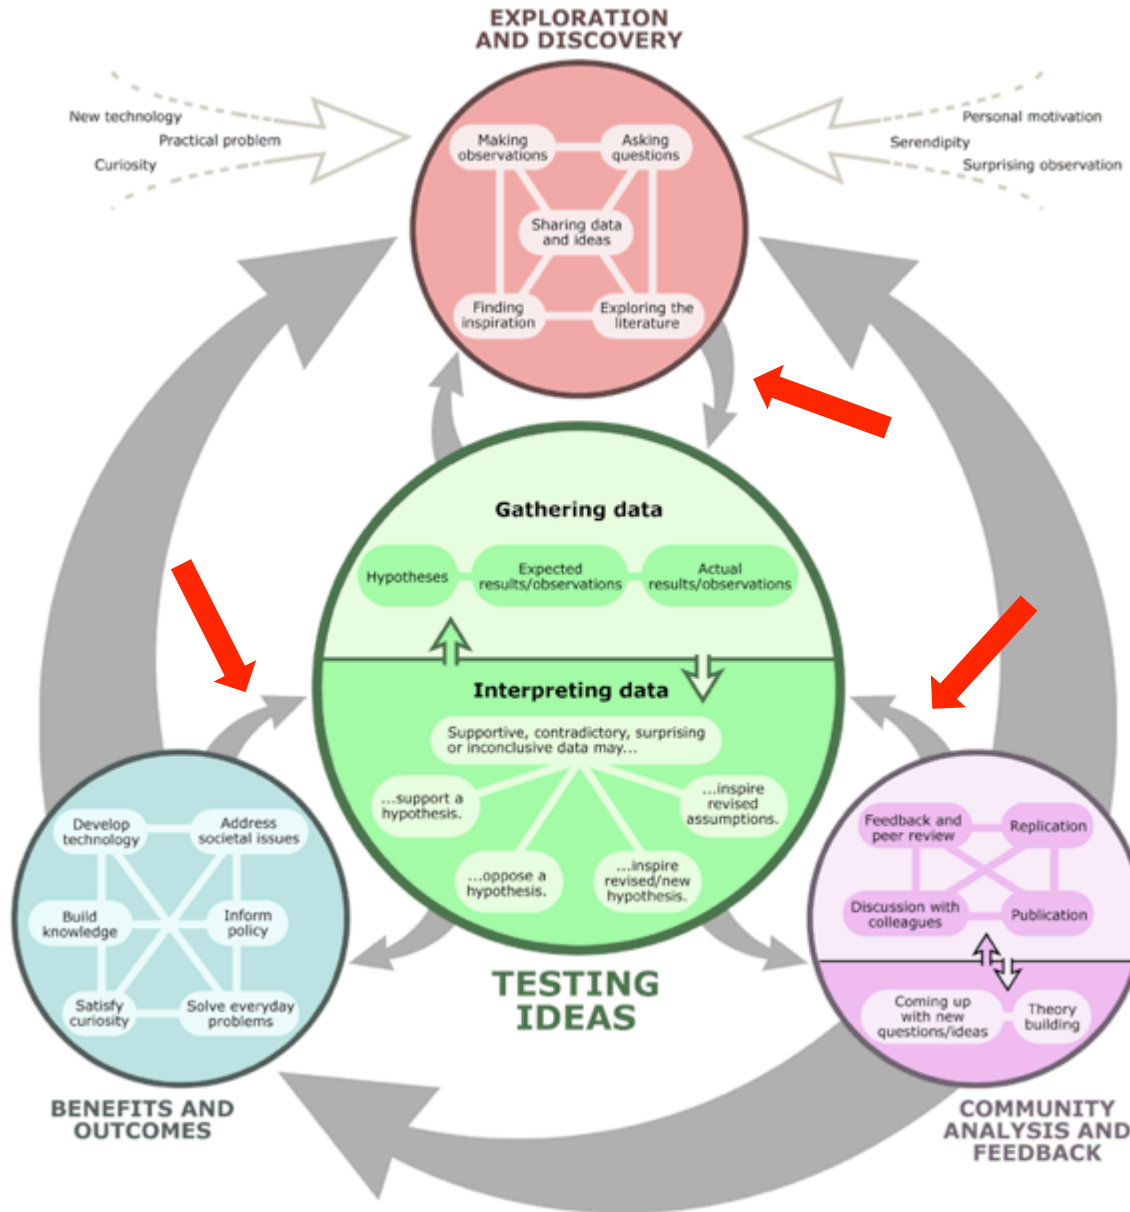 EXPLORATION
AND DISCOVERY
New technology
Practical problem
Curiosity
Personal motivation
Serendipity
Surprising observation
Making
observations
Asking
questions
Sharing data
and ideas
Finding
inspiration
Exploring the
literature
Gathering data
Hypotheses
Expected
results/observations
Actual
results/observations
Interpreting data
Supportive, contradictory, surprising
or inconclusive data may...
...support a
hypothesis.
...oppose a
hypothesis.
...inspire
revised/new
hypothesis.
...inspire
revised
assumptions.
TESTING
IDEAS
Develop
technology
Address
societal issues
Build
knowledge
Inform
policy
Satisfy
curiosity
Solve everyday
problems
BENEFITS AND
OUTCOMES
Feedback and
peer review
Replication
Discussion with
colleagues
Publication
Coming up
with new
questions/ideas
Theory
building
COMMUNITY
ANALYSIS AND
FEEDBACK